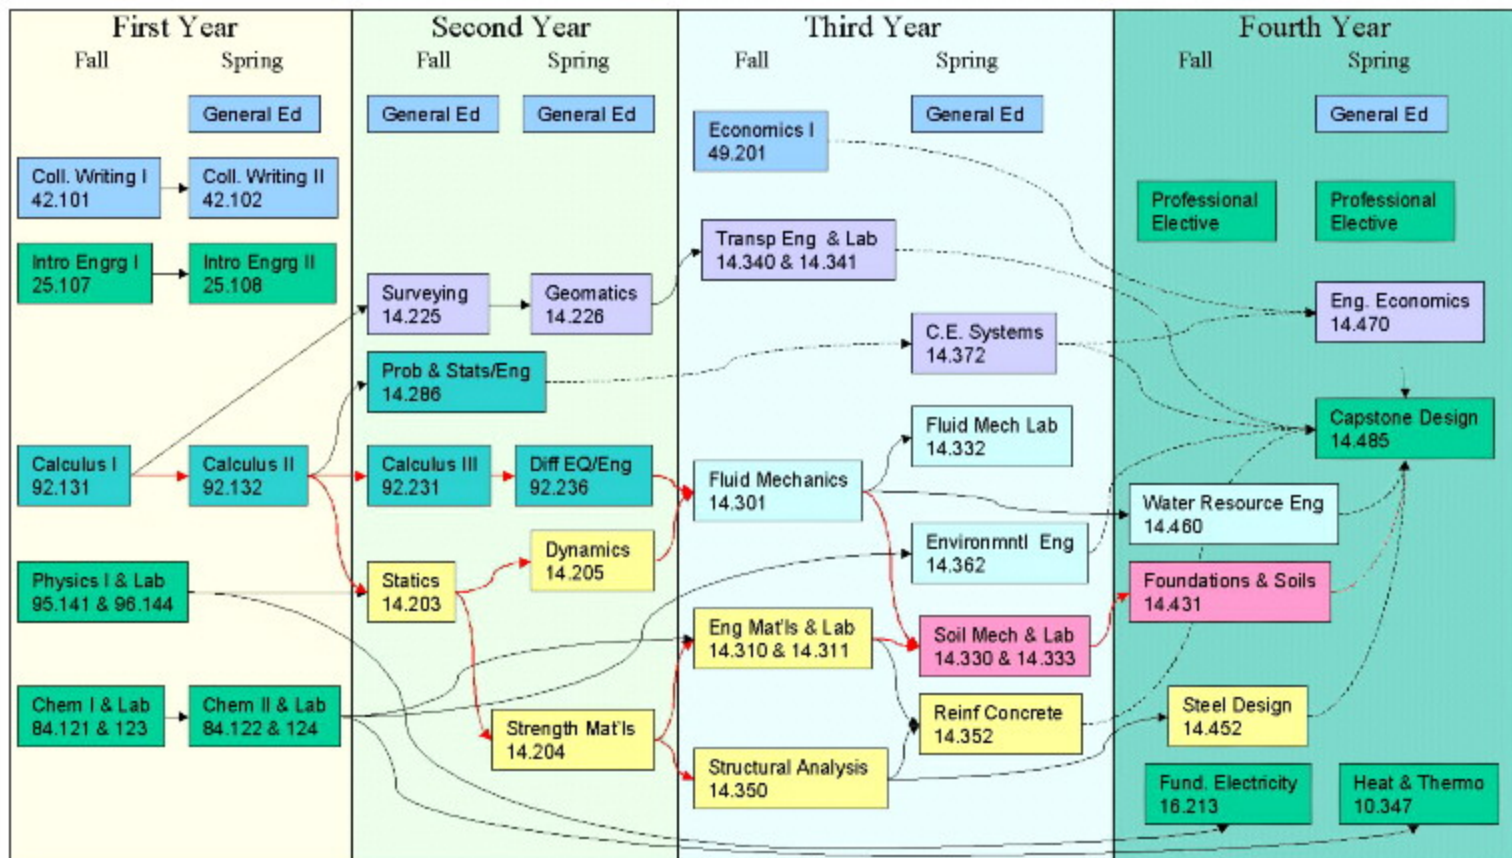 First Year
Fall
Spring
General Ed
Coll. Writing I
42.101
Coll. Writing II
42.102
Intro Engrg I
25.107
Intro Engrg II
25.108
Calculus I
92.131
Calculus II
92.132
Physics I & Lab
95.141 & 96.144
Chem I & Lab
84.121 & 123
Chem II & Lab
84.122 & 124
Second Year
Fall
Spring
General Ed
General Ed
Surveying
14.225
Geomatics
14.226
Prob & Stats/Eng
14.286
Calculus III
92.231
Diff EQ/Eng
92.236
Statics
14.203
Dynamics
14.205
Strength Mat'ls
14.204
Third Year
Fall
Spring
Economics I
49.201
General Ed
Transp Eng & Lab
14.340 & 14.341
C.E. Systems
14.372
Fluid Mech Lab
14.332
Fluid Mechanics
14.301
Environmntl Eng
14.362
Eng Mat'ls & Lab
14.310 & 14.311
Soil Mech & Lab
14.330 & 14.333
Reinf Concrete
14.352
Structural Analysis
14.350
Fourth Year
Fall
Spring
General Ed
Professional
Elective
Professional
Elective
Eng. Economics
14.470
Capstone Design
14.485
Water Resource Eng
14.460
Foundations & Soils
14.431
Steel Design
14.452
Fund. Electricity
16.213
Heat & Thermo
10.347